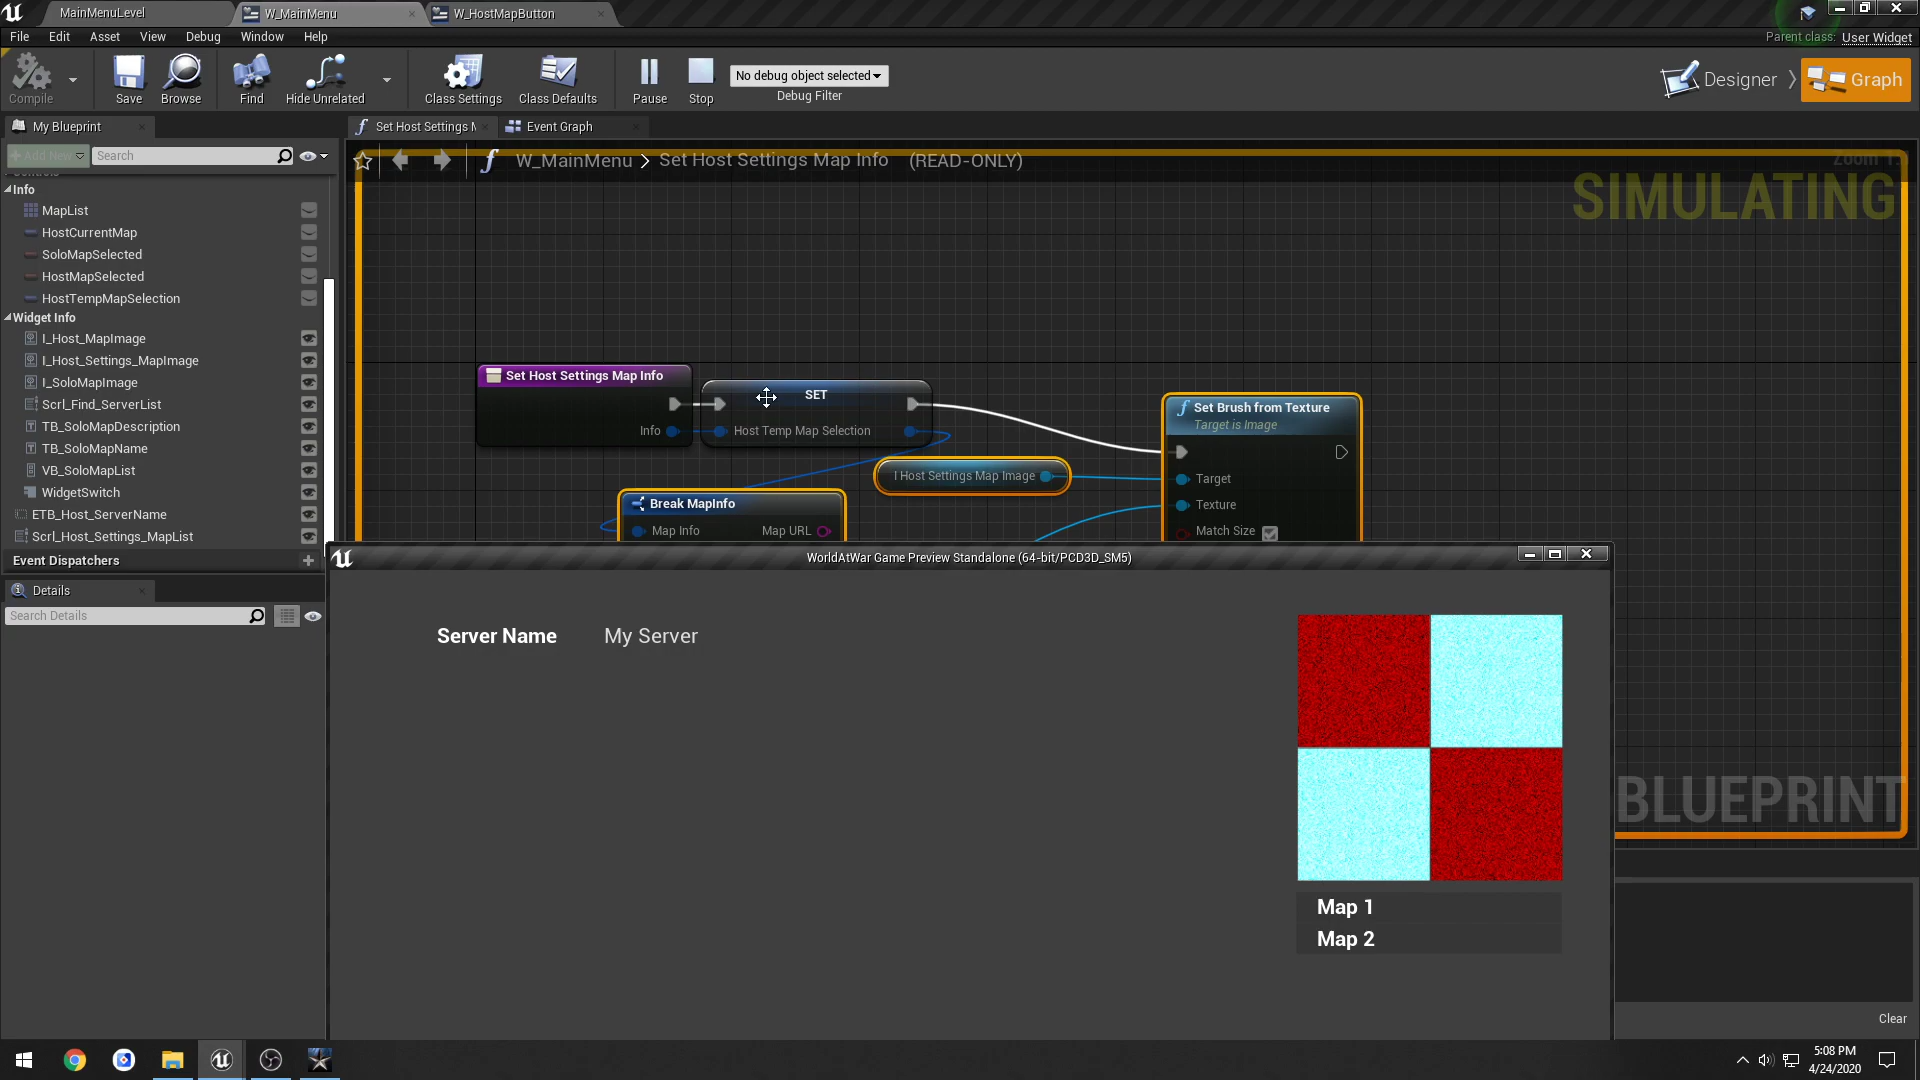 MainMenuLevel
W_MainMenu
W_HostMapButton
File Edit Asset View Debug Window Help
Parent class: User Widget
Compile
Save
Browse
Find
Hide Unrelated
Class Settings
Class Defaults
Pause
Stop
No debug object selected
Debug Filter
Designer
Graph
My Blueprint
Set Host Settings M
Event Graph
Add New
Search
W_MainMenu > Set Host Settings Map Info (READ-ONLY)
SIMULATING
Info
MapList
HostCurrentMap
SoloMapSelected
HostMapSelected
HostTempMapSelection
Widget Info
I_Host_MapImage
I_Host_Settings_MapImage
I_SoloMapImage
Scrl_Find_ServerList
TB_SoloMapDescription
TB_SoloMapName
VB_SoloMapList
WidgetSwitch
ETB_Host_ServerName
Scrl_Host_Settings_MapList
Event Dispatchers
Details
Search Details
Set Host Settings Map Info
Info
SET
Host Temp Map Selection
I Host Settings Map Image
Break MapInfo
Map Info
Map URL
Set Brush from Texture
Target is Image
Target
Texture
Match Size
WorldAtWar Game Preview Standalone (64-bit/PCD3D_SM5)
Server Name
My Server
Map 1
Map 2
BLUEPRINT
Clear
5:08 PM
4/24/2020